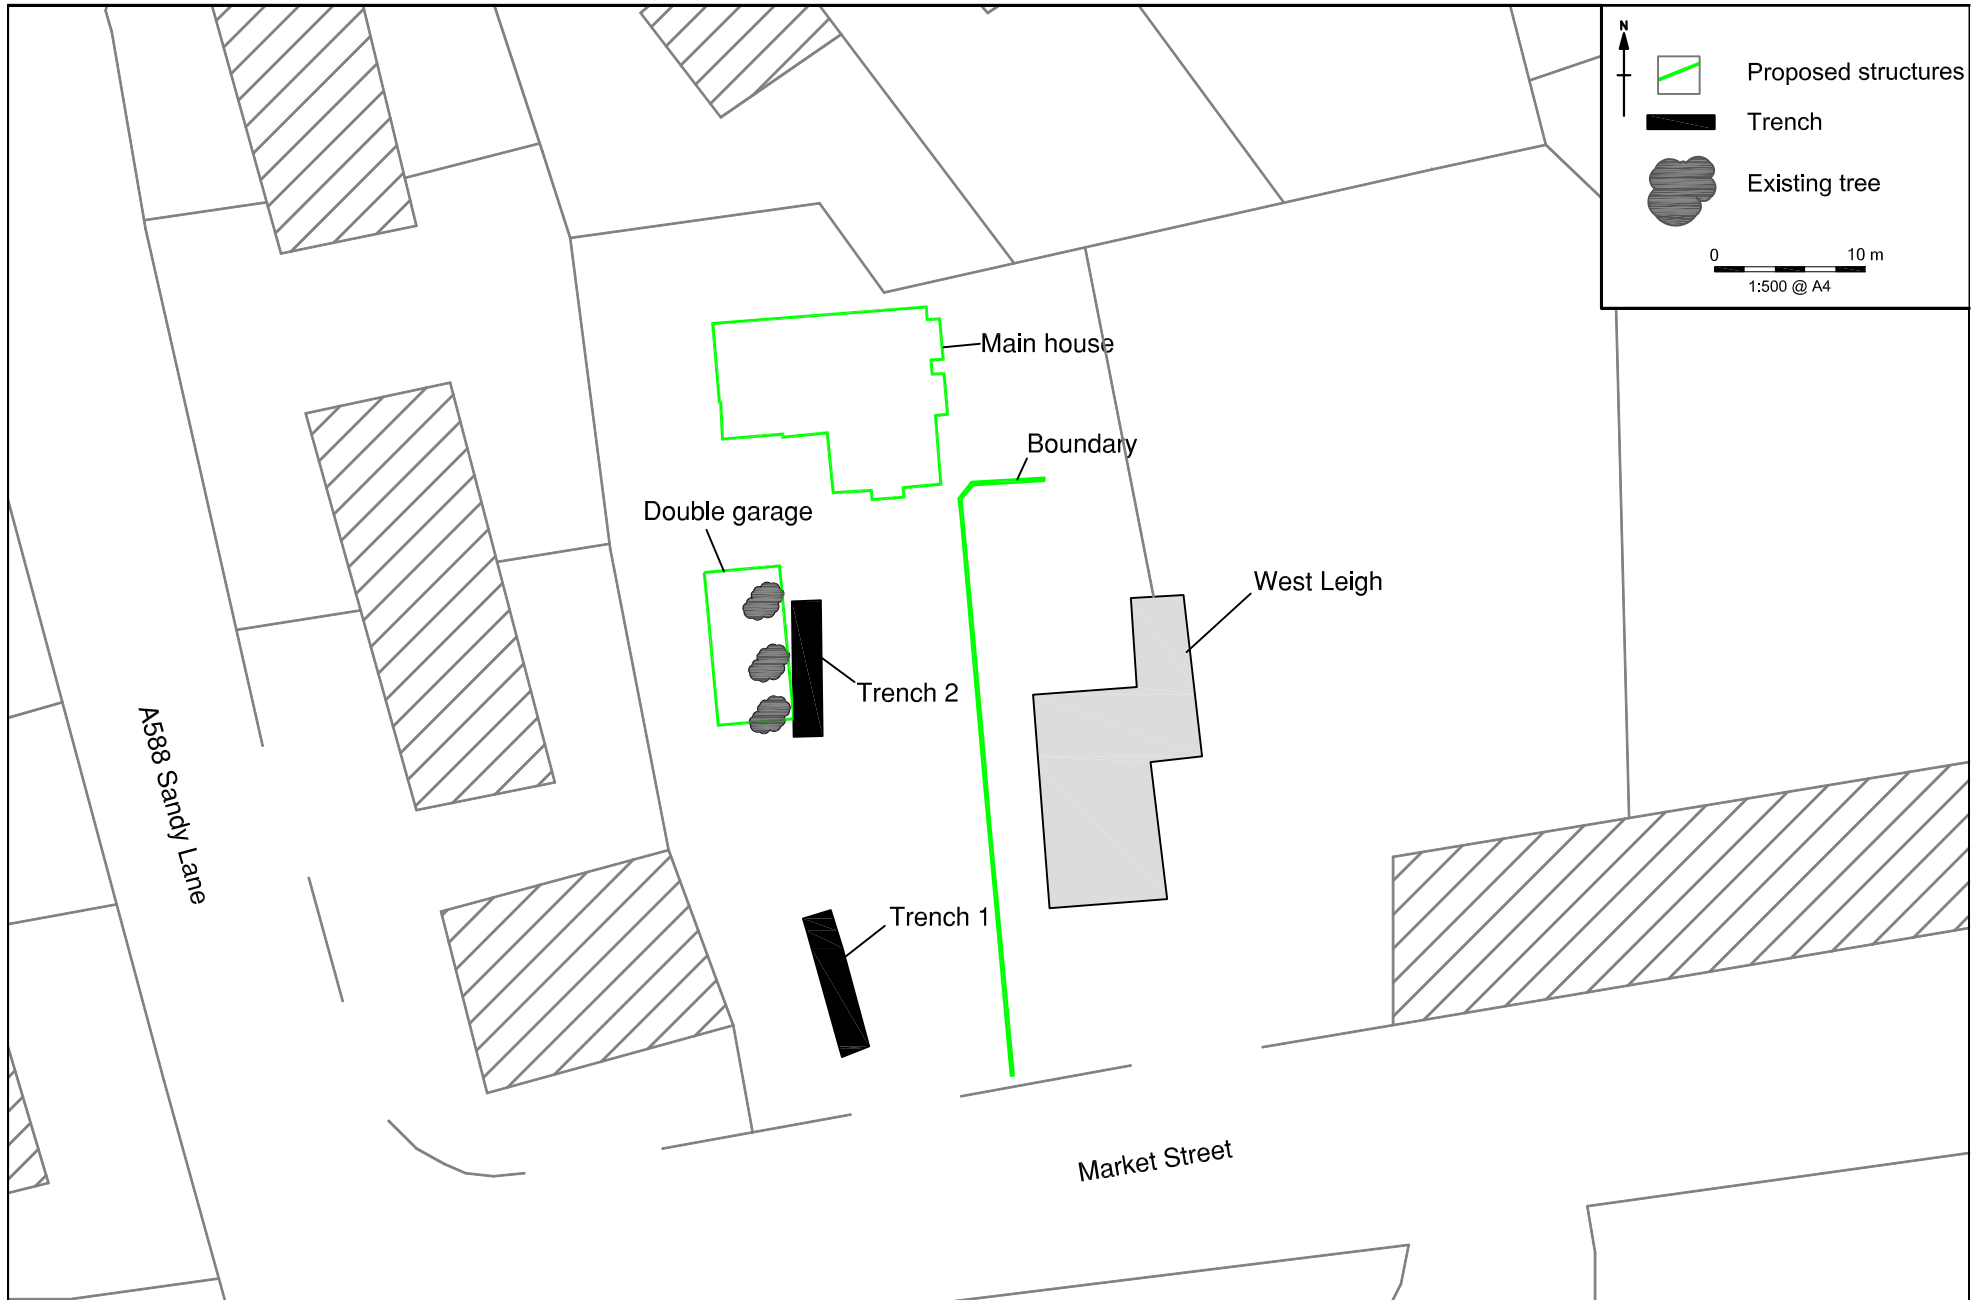 N
Proposed structures
Trench
Existing tree
0 10 m
1:500 @ A4
Main house
Boundary
Double garage
West Leigh
Trench 2
A588 Sandy Lane
Trench 1
Market Street